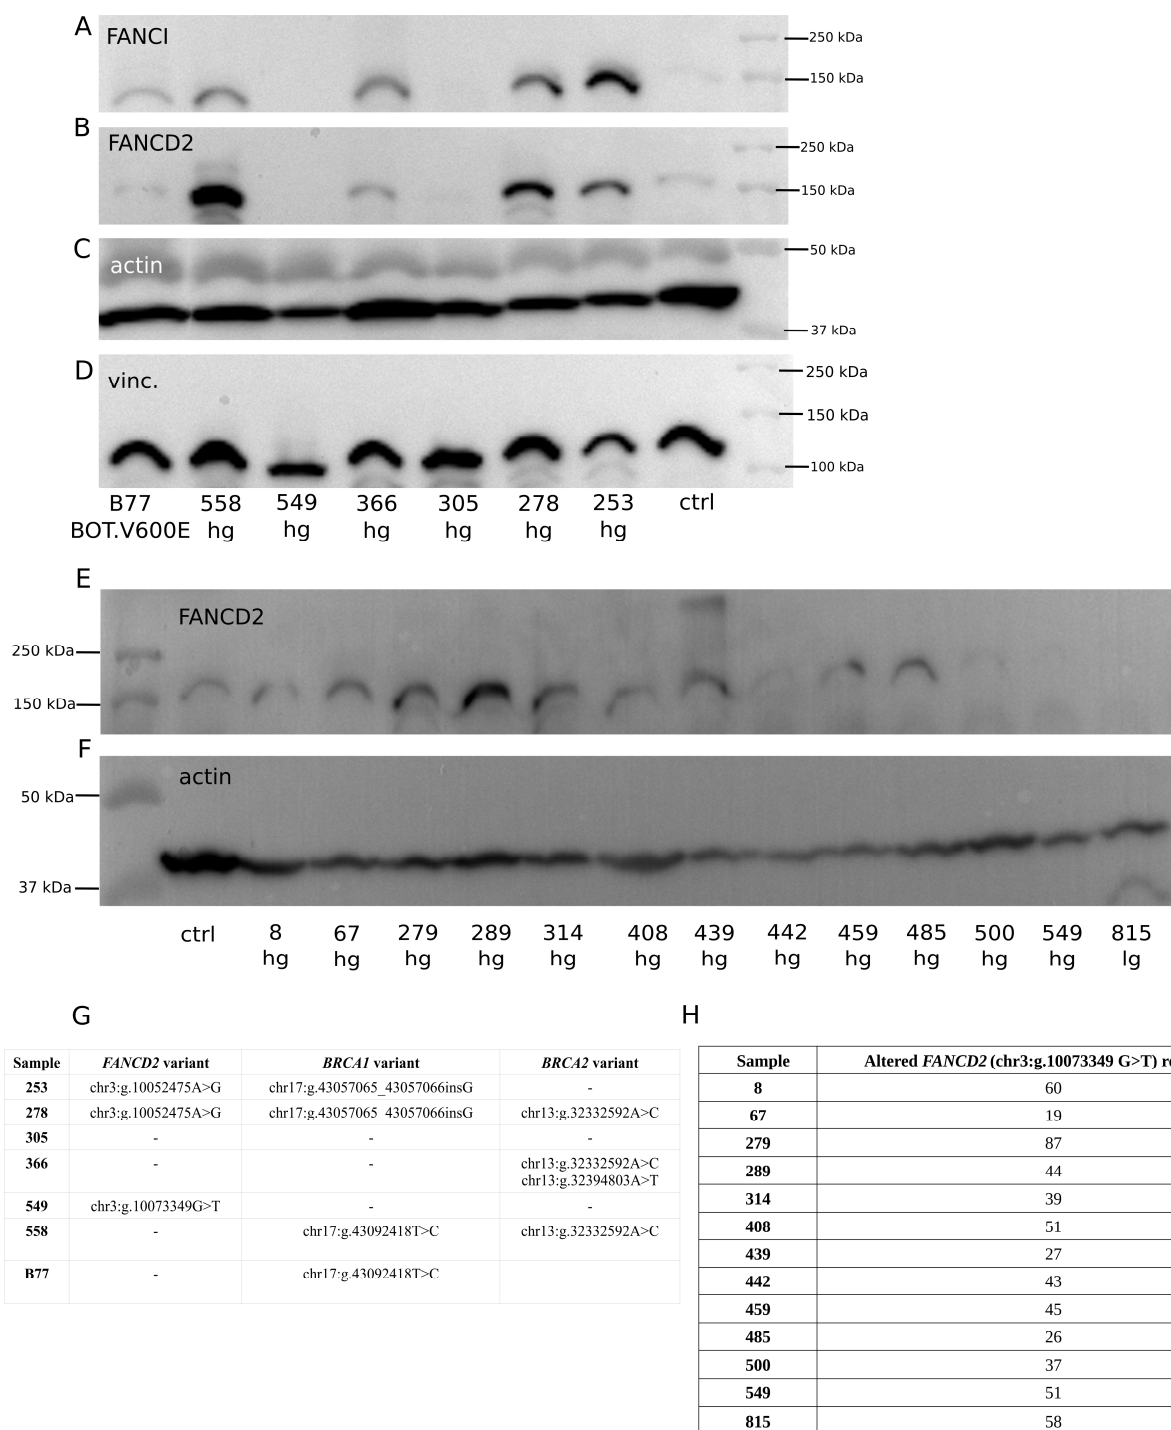 A
FANCI
250 kDa
150 kDa
B
FANCD2
250 kDa
150 kDa
C
actin
50 kDa
37 kDa
D
vinc.
250 kDa
150 kDa
100 kDa
B77 558 549 366 305 278 253 ctrl
BOT.V600E hg hg hg hg hg hg
E
FANCD2
250 kDa
150 kDa
F
actin
50 kDa
37 kDa
ctrl 8 67 279 289 314 408 439 442 459 485 500 549 815
hg hg hg hg hg hg hg hg hg hg hg hg lg
G
Sample FANCD2 variant BRCA1 variant BRCA2 variant
253 chr3:g.10052475A>G chr17:g.43057065_43057066insG -
278 chr3:g.10052475A>G chr17:g.43057065_43057066insG chr13:g.32332592A>C
305 - - -
366 - - chr13:g.32332592A>C
chr13:g.32394803A>T
549 chr3:g.10073349G>T - -
558 - chr17:g.43092418T>C chr13:g.32332592A>C
B77 - chr17:g.43092418T>C
H
Sample Altered FANCD2 (chr3:g.10073349 G>T)
8 60
67 19
279 87
289 44
314 39
408 51
439 27
442 43
459 45
485 26
500 37
549 51
815 58